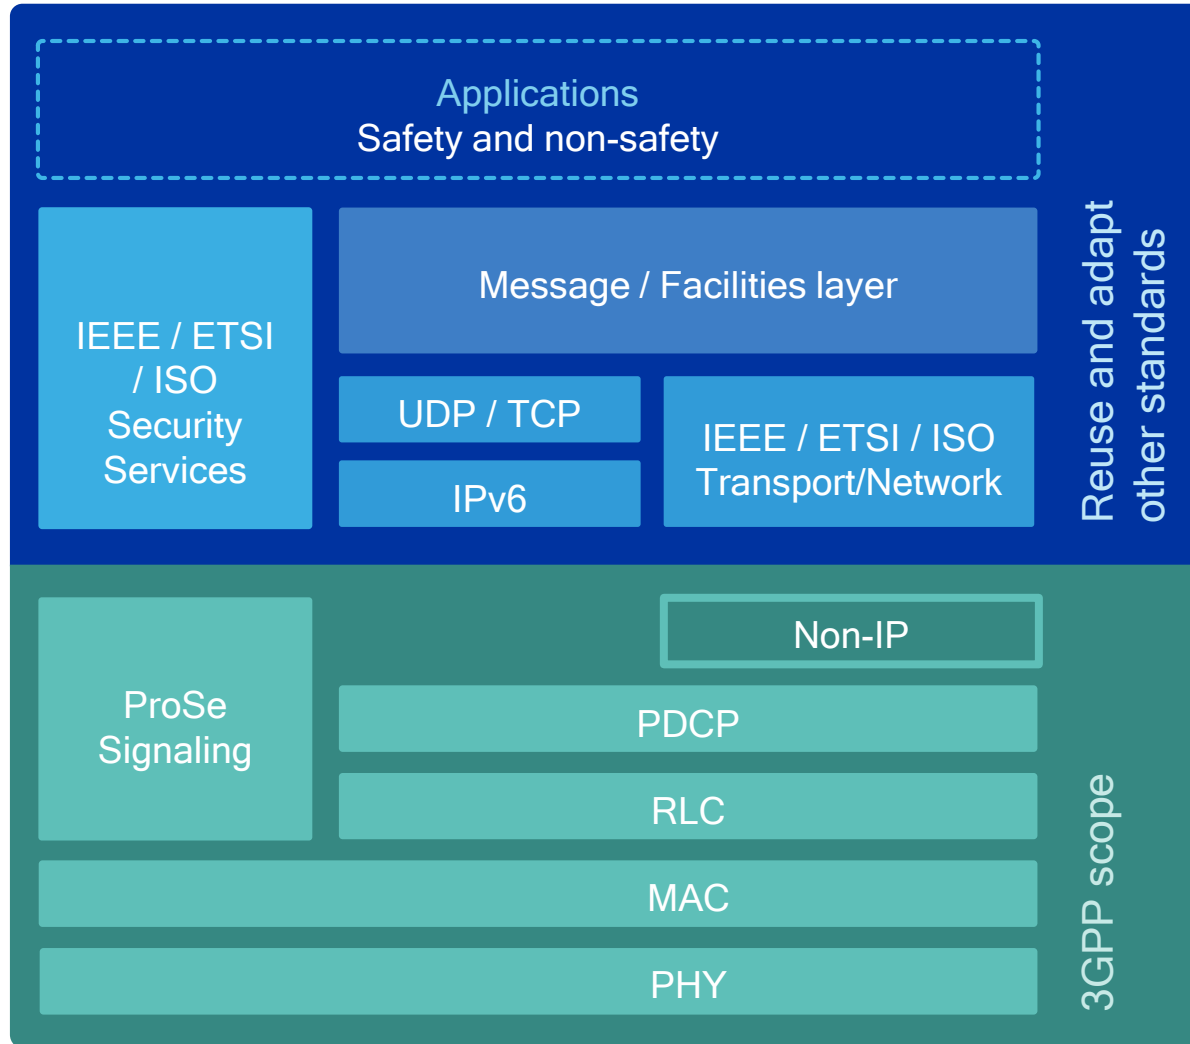 Applications
Safety and non-safety
IEEE / ETSI
/ ISO
Security
Services
Message / Facilities layer
UDP / TCP
IPv6
IEEE / ETSI / ISO
Transport/Network
Reuse and adapt
other standards
ProSe
Signaling
Non-IP
PDCP
RLC
MAC
PHY
3GPP scope